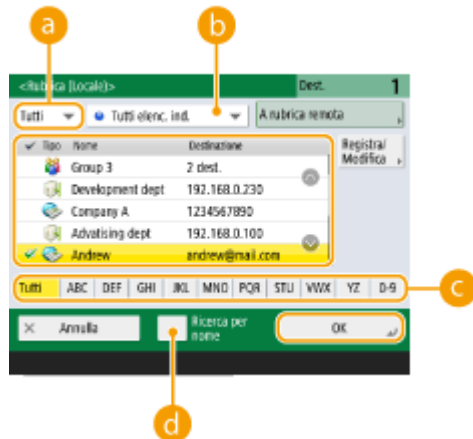 a
b
<Rubrica (Locale)>
Dest. 1
Tutti
Tutti elenc. ind.
A rubrica remota
Tipo Nome Destinazione
Registra/
Modifica
Group 3 2 dest.
Development dept 192.168.0.230
Company A 1234567890
Advatising dept 192.168.0.100
Andrew andrew@mail.com
Tutti ABC DEF GHI JKL MNO PQR STU VWX YZ 0-9
c
Annulla
Ricerca per
nome
OK
d